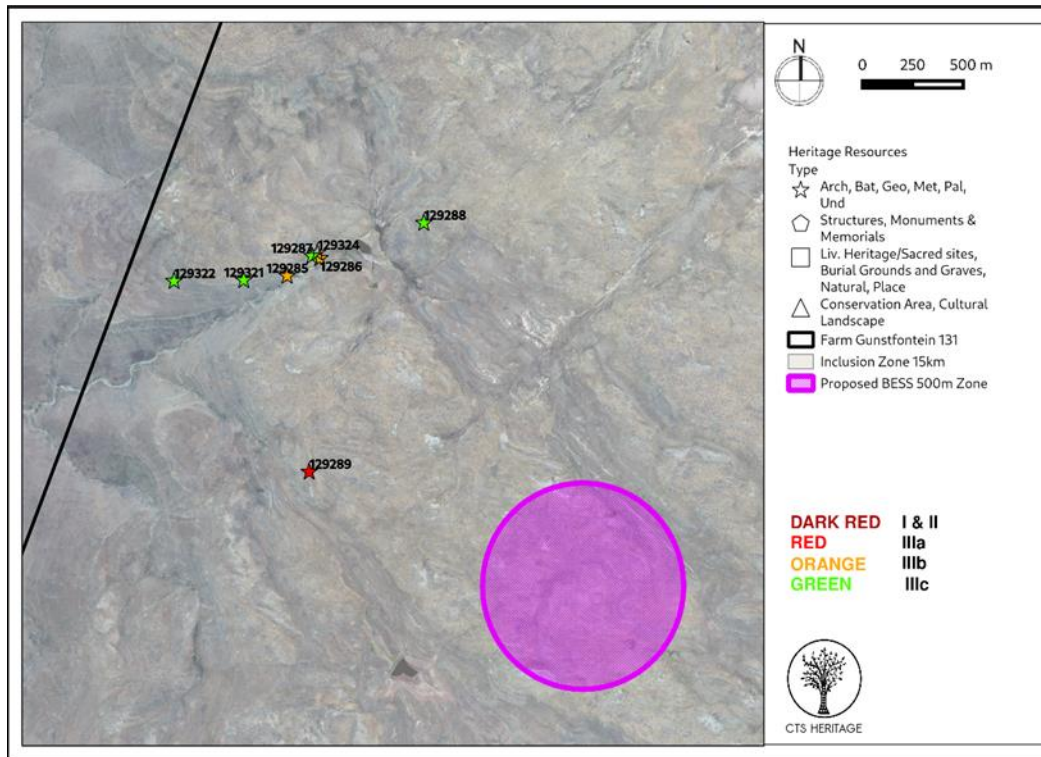 129288
129287
129324
129286
129285
129322
129321
129289
N
0 250 500 m
Heritage Resources
Type
Arch, Bat, Geo, Met, Pal,
Und
Structures, Monuments &
Memorials
Liv. Heritage/Sacred sites,
Burial Grounds and Graves,
Natural, Place
Conservation Area, Cultural
Landscape
Farm Gunstfontein 131
Inclusion Zone 15km
Proposed BESS 500m Zone
DARK RED I & II
RED IIIa
ORANGE IIIb
GREEN IIIc
CTS HERITAGE